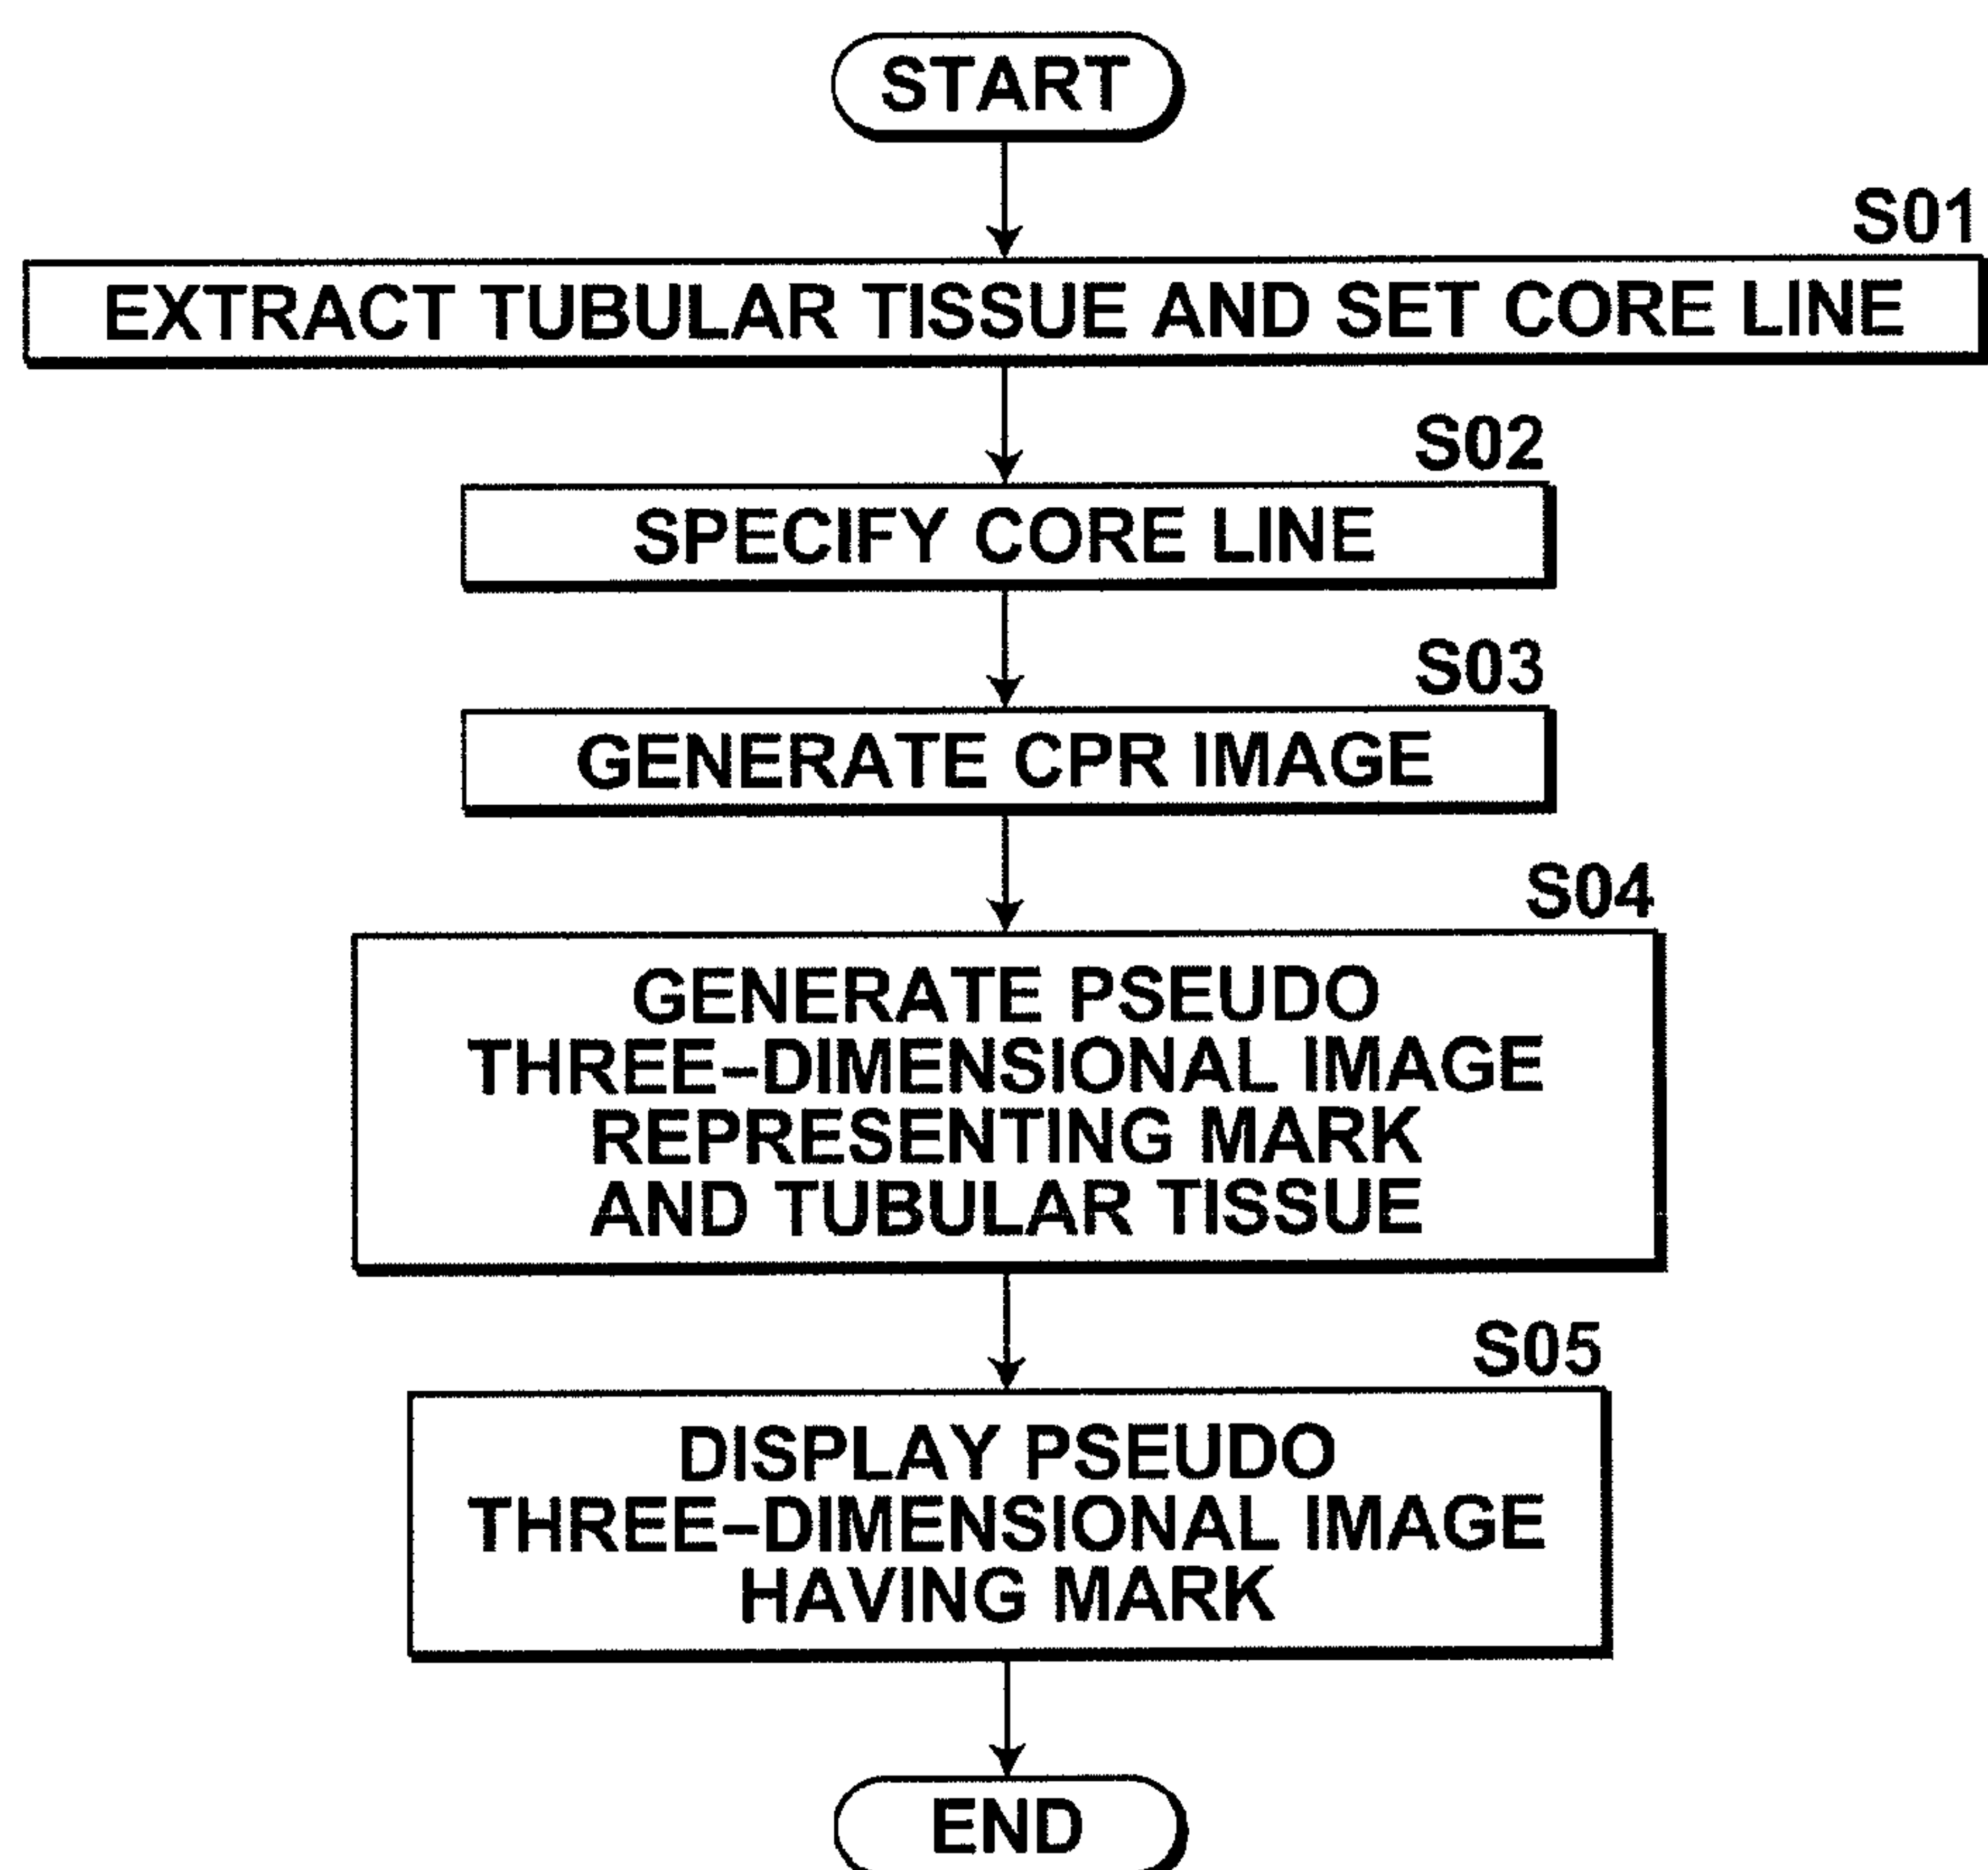 START
S01
EXTRACT TUBULAR TISSUE AND SET CORE LINE
S02
SPECIFY CORE LINE
S03
GENERATE CPR IMAGE
S04
GENERATE PSEUDO
THREE-DIMENSIONAL IMAGE
REPRESENTING MARK
AND TUBULAR TISSUE
S05
DISPLAY PSEUDO
THREE-DIMENSIONAL IMAGE
HAVING MARK
END